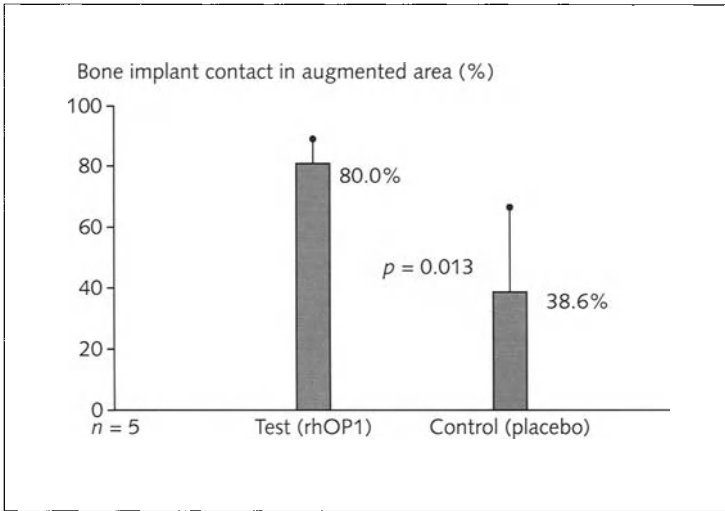 Bone implant contact in augmented area (%)
100
80
60
40
20
0
80.0%
p = 0.013
38.6%
n = 5
Test (rhOP1)
Control (placebo)